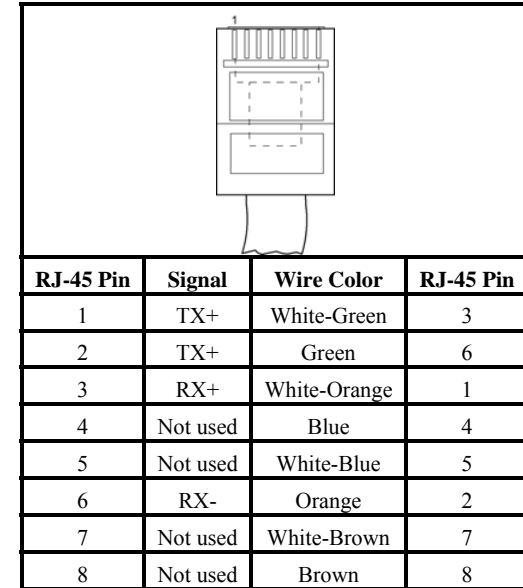 1
RJ-45 Pin Signal Wire Color RJ-45 Pin
1 TX+ White-Green 3
2 TX+ Green 6
3 RX+ White-Orange 1
4 Not used Blue 4
5 Not used White-Blue 5
6 RX- Orange 2
7 Not used White-Brown 7
8 Not used Brown 8